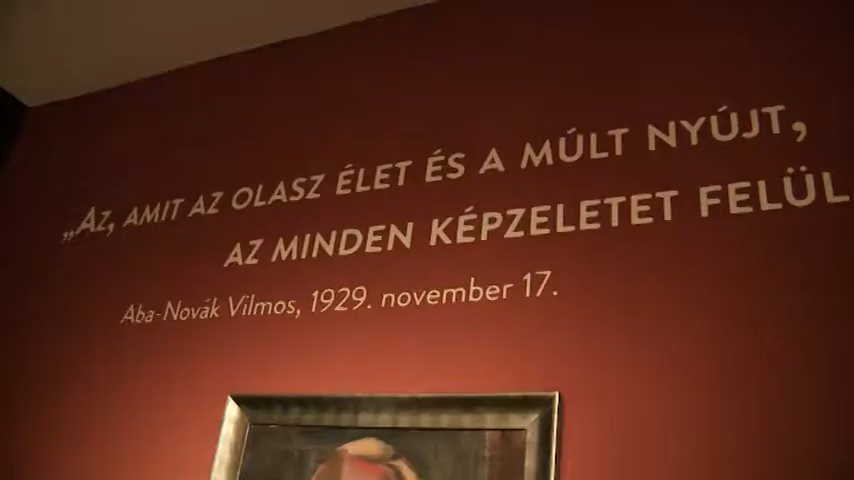 „Az, amit az olasz élet és a múlt nyújt,
az minden képzeletet felül
Aba-Novák Vilmos, 1929. november 17.